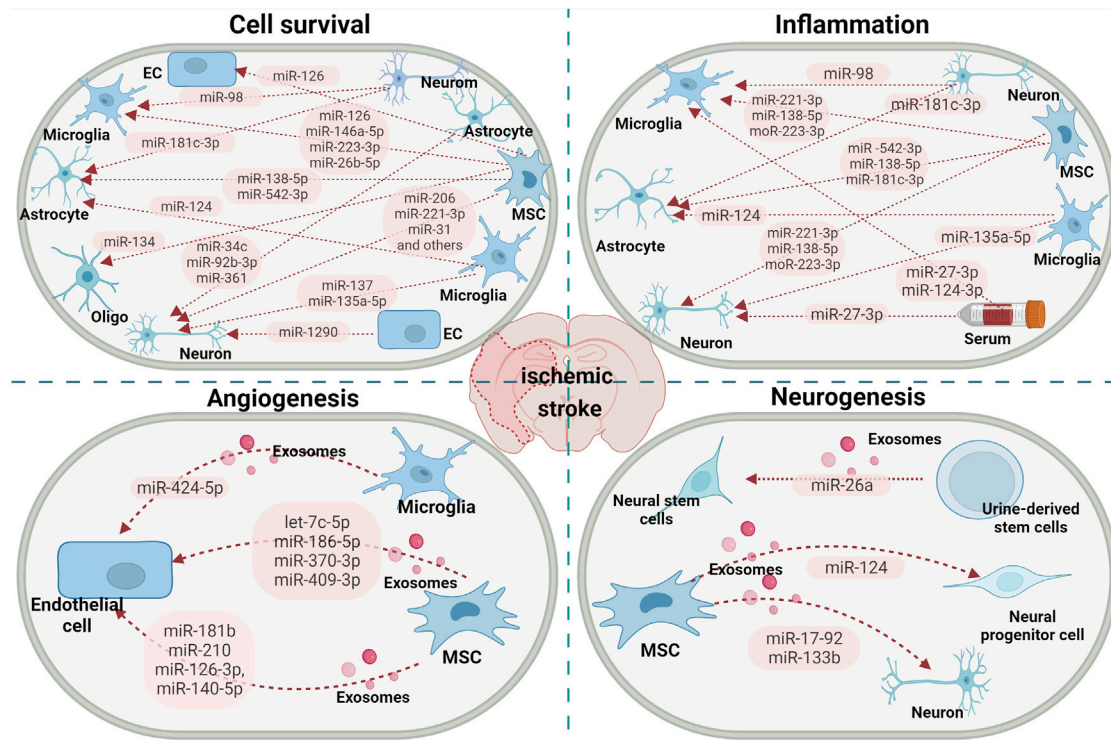 Cell survival
EC
miR-126
Neurom
miR-98
Microglia
Astrocyte
miR-126
miR-146a-5p
miR-223-3p
miR-26b-5p
miR-181c-3p
miR-138-5p
miR-542-3p
MSC
Astrocyte
miR-124
miR-206
miR-221-3p
miR-31
and others
miR-134
miR-34c
miR-92b-3p
miR-361
Microglia
miR-137
miR-135a-5p
Oligo
miR-1290
Neuron
EC
Inflammation
miR-98
Neuron
miR-221-3p
miR-138-5p
moR-223-3p
miR-181c-3p
Microglia
miR -542-3p
miR-138-5p
miR-181c-3p
MSC
miR-124
Astrocyte
miR-221-3p
miR-138-5p
moR-223-3p
miR-135a-5p
Microglia
miR-27-3p
miR-124-3p
miR-27-3p
Neuron
Serum
ischemic
stroke
Angiogenesis
Exosomes
miR-424-5p
Microglia
let-7c-5p
miR-186-5p
miR-370-3p
miR-409-3p
Exosomes
Endothelial
cell
MSC
miR-181b
miR-210
miR-126-3p,
miR-140-5p
Exosomes
Neurogenesis
Exosomes
miR-26a
Neural stem
cells
Urine-derived
stem cells
Exosomes
miR-124
MSC
Neural
progenitor cell
miR-17-92
miR-133b
Neuron